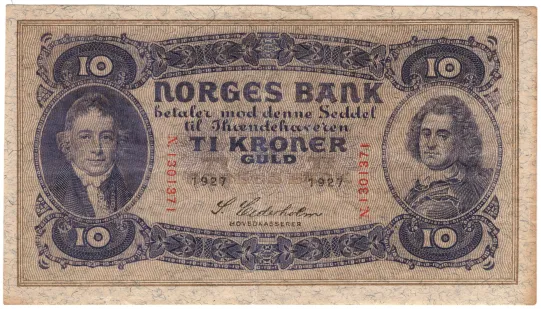 10 10
NORGES BANK
betaler mod denne Seddel
til Ihændehaveren
TI KRONER
GULD
N.1301371
N.1301371
1927 1927
S. Cederholm
HOVEDKASSERER
10 10